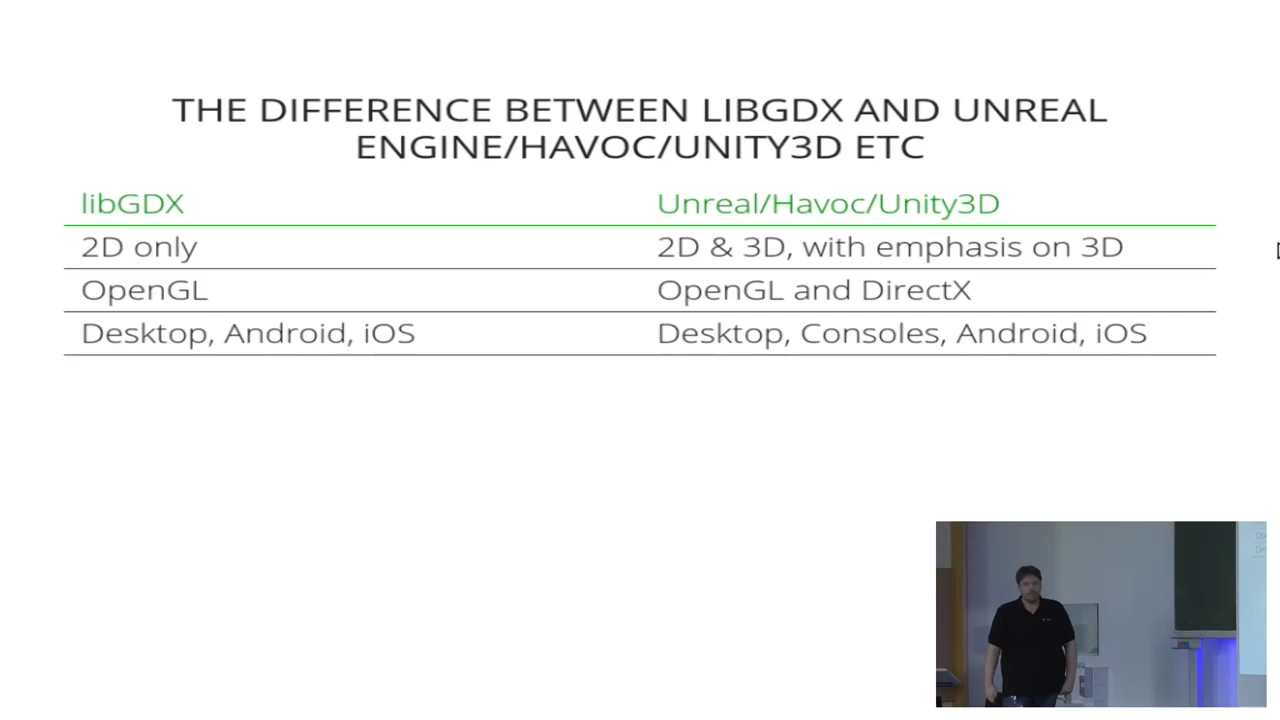 THE DIFFERENCE BETWEEN LIBGDX AND UNREAL
ENGINE/HAVOC/UNITY3D ETC
libGDX Unreal/Havoc/Unity3D
2D only 2D & 3D, with emphasis on 3D
OpenGL OpenGL and DirectX
Desktop, Android, iOS Desktop, Consoles, Android, iOS